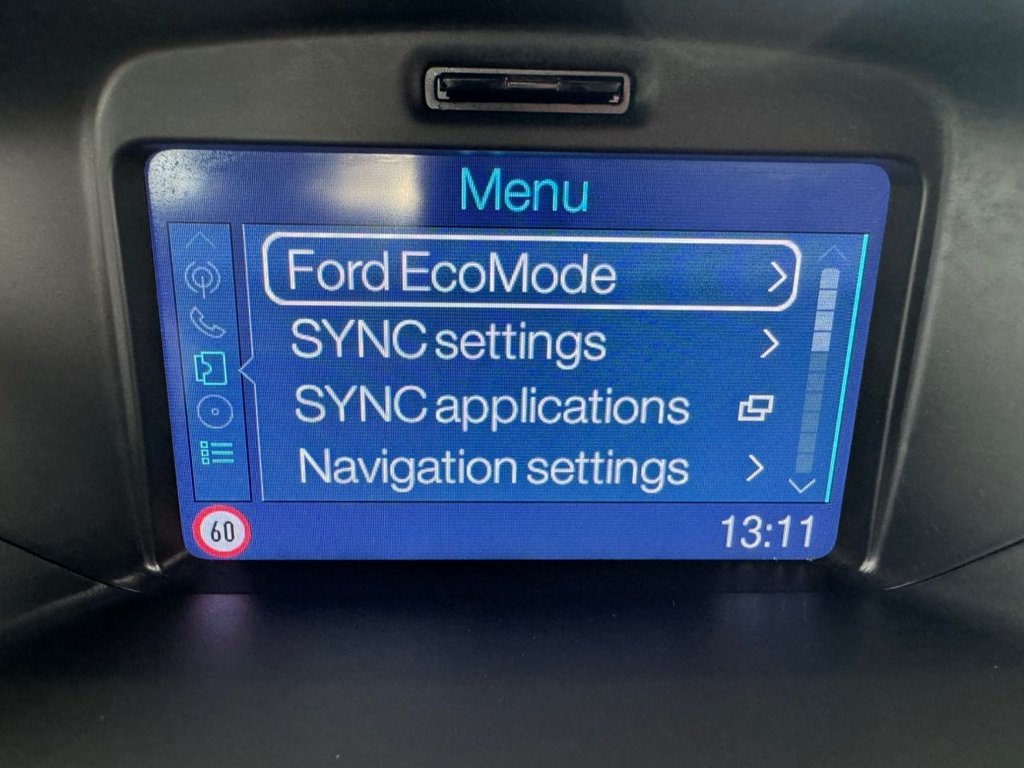 Menu
Ford EcoMode
SYNC settings
SYNC applications
Navigation settings
60
13:11